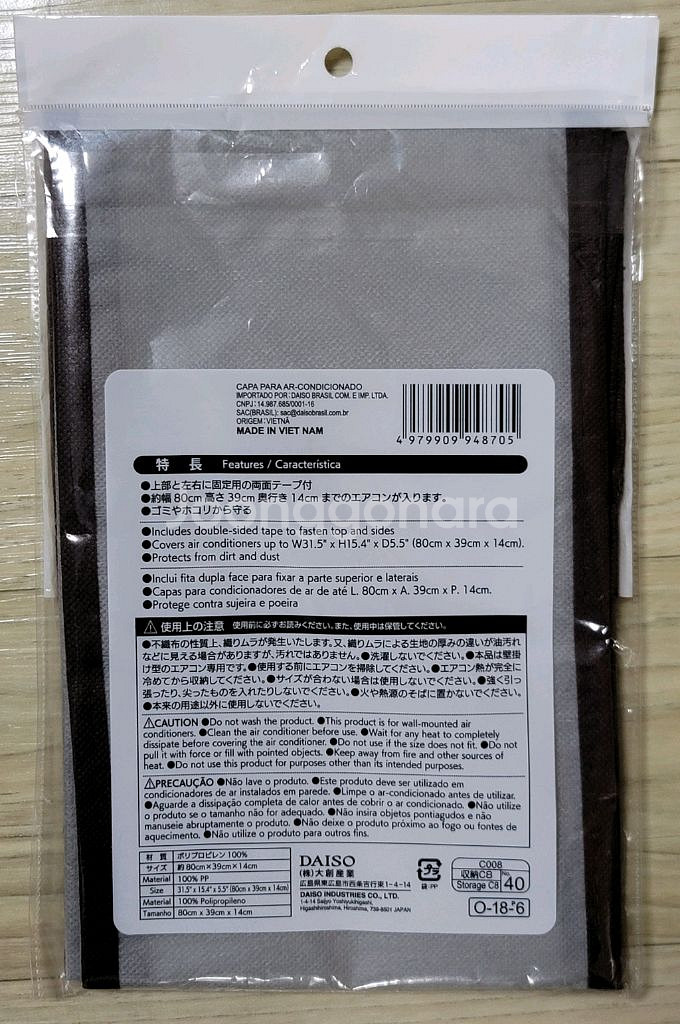 CAPA PARA AR-CONDICIONADO
IMPORTADO POR: DAISO BRASIL COM. E IMP. LTDA.
CNPJ: 14.987.685/0001-16
SAC(BRASIL): sac@daisobrasil.com.br
ORIGEM: VIETNÃ
MADE IN VIET NAM
4 979909 948705
特長 Features / Característica
●上部と左右に固定用の両面テープ付
●約幅80cm高さ39cm奥行き14cmまでのエアコンが入ります。
●ゴミやホコリから守る
●Includes double-sided tape to fasten top and sides
●Covers air conditioners up to W31.5" x H15.4" x D5.5" (80cm x 39cm x 14cm).
●Protects from dirt and dust
●Inclui fita dupla face para fixar a parte superior e laterais
●Capas para condicionadores de ar de até L. 80cm x A. 39cm x P. 14cm.
●Protege contra sujeira e poeira
⚠使用上の注意 使用前に必ずお読みください。また、使用中は保管してください。
●不織布の性質上、織りムラが発生いたします。又、織りムラによる生地の厚みの違いが油汚れ
などに見える場合がありますが、汚れではありません。●洗濯しないでください。●本品は壁掛
け型のエアコン専用です。●使用する前にエアコンを掃除してください。●エアコン熱が完全に
冷めてから収納してください。●サイズが合わない場合は使用しないでください。●強く引っ
張ったり、尖ったものを入れたりしないでください。●火や熱源のそばに置かないでください。
●本来の用途以外に使用しないでください。
⚠CAUTION ●Do not wash the product. ●This product is for wall-mounted air
conditioners. ●Clean the air conditioner before use. ●Wait for any heat to completely
dissipate before covering the air conditioner. ●Do not use if the size does not fit. ●Do not
pull it with force or fill with pointed objects. ●Keep away from fire and other sources of
heat. ●Do not use this product for purposes other than its intended purposes.
⚠PRECAUÇÃO ●Não lave o produto. ●Este produto deve ser utilizado em
condicionadores de ar instalados em parede. ●Limpe o ar-condicionado antes de utilizar.
●Aguarde a dissipação completa de calor antes de cobrir o ar condicionado. ●Não utilize
o produto se o tamanho não for adequado. ●Não insira objetos pontiagudos e não
manuseie abruptamente o produto. ●Não deixe o produto próximo ao fogo ou fontes de
aquecimento. ●Não utilize o produto para outros fins.
材質 ポリプロピレン100%
サイズ 約80cm×39cm×14cm
Material 100% PP
Size 31.5" x 15.4" x 5.5" (80cm x 39cm x 14cm)
Material 100% Polipropileno
Tamanho 80cm x 39cm x 14cm
DAISO
(株)大創産業
広島県東広島市西条吉行東1-4-14
DAISO INDUSTRIES CO., LTD.
1-4-14 Saijyo Yoshiyukihigashi,
Higashihiroshima, Hiroshima, 739-8501 JAPAN
プラ
袋:PP
C008
収納C8
Storage C8
No. 40
O-18-6